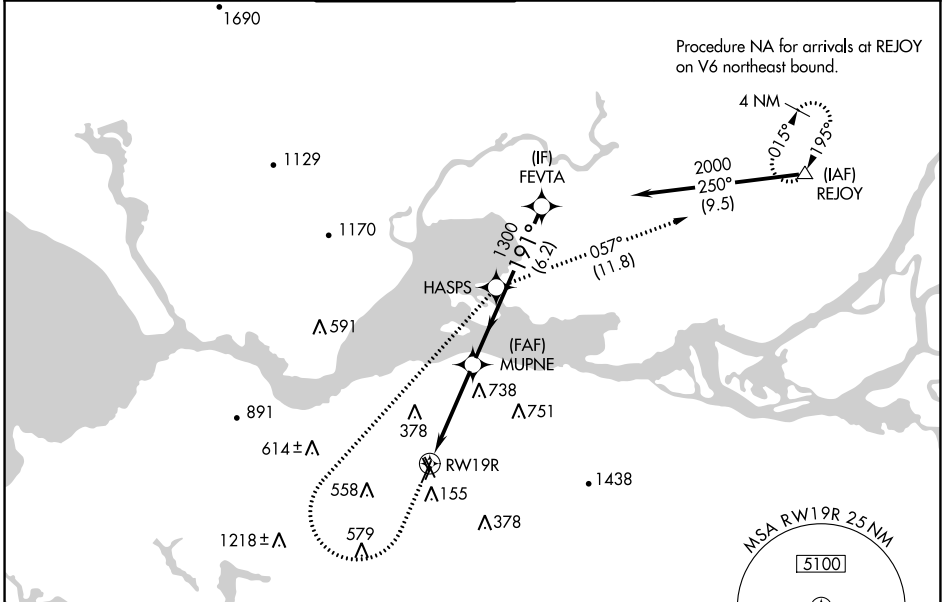 1690
Procedure NA for arrivals at REJOY
on V6 northeast bound.
4 NM
015°
195°
1129
(IF)
FEVTA
2000
250°
(9.5)
(IAF)
REJOY
1170
1300
191°
(6.2)
057°
(11.8)
HASPS
591
(FAF)
MUPNE
738
751
378
891
614±
RW19R
1438
558
155
378
579
1218±
MSA RW19R 25 NM
5100